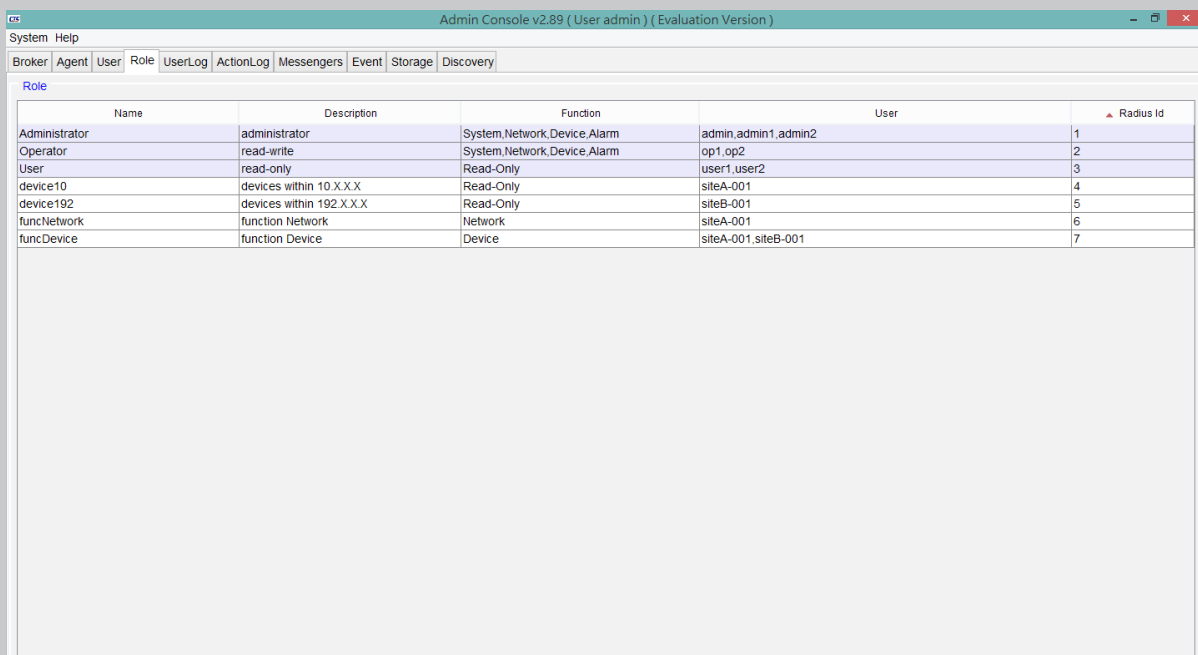 CTS Admin Console v2.89 ( User admin ) ( Evaluation Version )
System Help
Broker Agent User Role UserLog ActionLog Messengers Event Storage Discovery
Role
Name Description Function User Radius Id
Administrator administrator System,Network,Device,Alarm admin,admin1,admin2 1
Operator read-write System,Network,Device,Alarm op1,op2 2
User read-only Read-Only user1,user2 3
device10 devices within 10.X.X.X Read-Only siteA-001 4
device192 devices within 192.X.X.X Read-Only siteB-001 5
funcNetwork function Network Network siteA-001 6
funcDevice function Device Device siteA-001,siteB-001 7